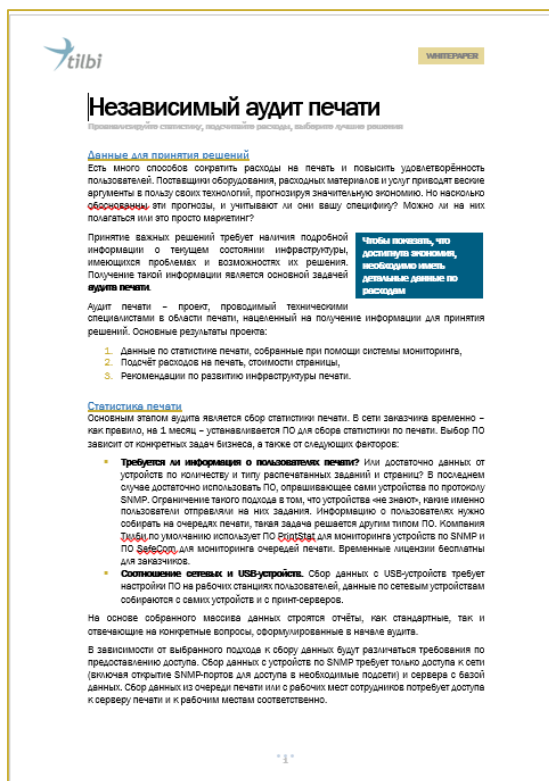 tilbi
WHITEPAPER
Независимый аудит печати
Проанализируйте статистику, подсчитайте расходы, выберите лучшие решения
Данные для принятия решений
Есть много способов сократить расходы на печать и повысить удовлетворённость
пользователей. Поставщики оборудования, расходных материалов и услуг приводят веские
аргументы в пользу своих технологий, прогнозируя значительную экономию. Но насколько
обоснованны эти прогнозы, и учитывают ли они вашу специфику? Можно ли на них
полагаться или это просто маркетинг?
Принятие важных решений требует наличия подробной
информации о текущем состоянии инфраструктуры,
имеющихся проблемах и возможностях их решения.
Получение такой информации является основной задачей
аудита печати.
Чтобы показать, что
достигнута экономия,
необходимо иметь
детальные данные по
расходам
Аудит печати – проект, проводимый техническими
специалистами в области печати, нацеленный на получение информации для принятия
решений. Основные результаты проекта:
1. Данные по статистике печати, собранные при помощи системы мониторинга,
2. Подсчёт расходов на печать, стоимости страницы,
3. Рекомендации по развитию инфраструктуры печати.
Статистика печати
Основным этапом аудита является сбор статистики печати. В сети заказчика временно –
как правило, на 1 месяц – устанавливается ПО для сбора статистики по печати. Выбор ПО
зависит от конкретных задач бизнеса, а также от следующих факторов:
Требуется ли информация о пользователях печати? Или достаточно данных от
устройств по количеству и типу распечатанных заданий и страниц? В последнем
случае достаточно использовать ПО, опрашивающее сами устройства по протоколу
SNMP. Ограничение такого подхода в том, что устройства «не знают», какие именно
пользователи отправляли на них задания. Информацию о пользователях нужно
собирать на очередях печати, такая задача решается другим типом ПО. Компания
Тилби по умолчанию использует ПО PrintStat для мониторинга устройств по SNMP и
ПО SafeCom для мониторинга очередей печати. Временные лицензии бесплатны
для заказчиков.
Соотношение сетевых и USB-устройств. Сбор данных с USB-устройств требует
настройки ПО на рабочих станциях пользователей, данные по сетевым устройствам
собираются с самих устройств и с принт-серверов.
На основе собранного массива данных строятся отчёты, как стандартные, так и
отвечающие на конкретные вопросы, сформулированные в начале аудита.
В зависимости от выбранного подхода к сбору данных будут различаться требования по
предоставлению доступа. Сбор данных с устройств по SNMP требует только доступа к сети
(включая открытие SNMP-портов для доступа в необходимые подсети) и сервера с базой
данных. Сбор данных из очереди печати или с рабочих мест сотрудников потребует доступа
к серверу печати и к рабочим местам соответственно.
1